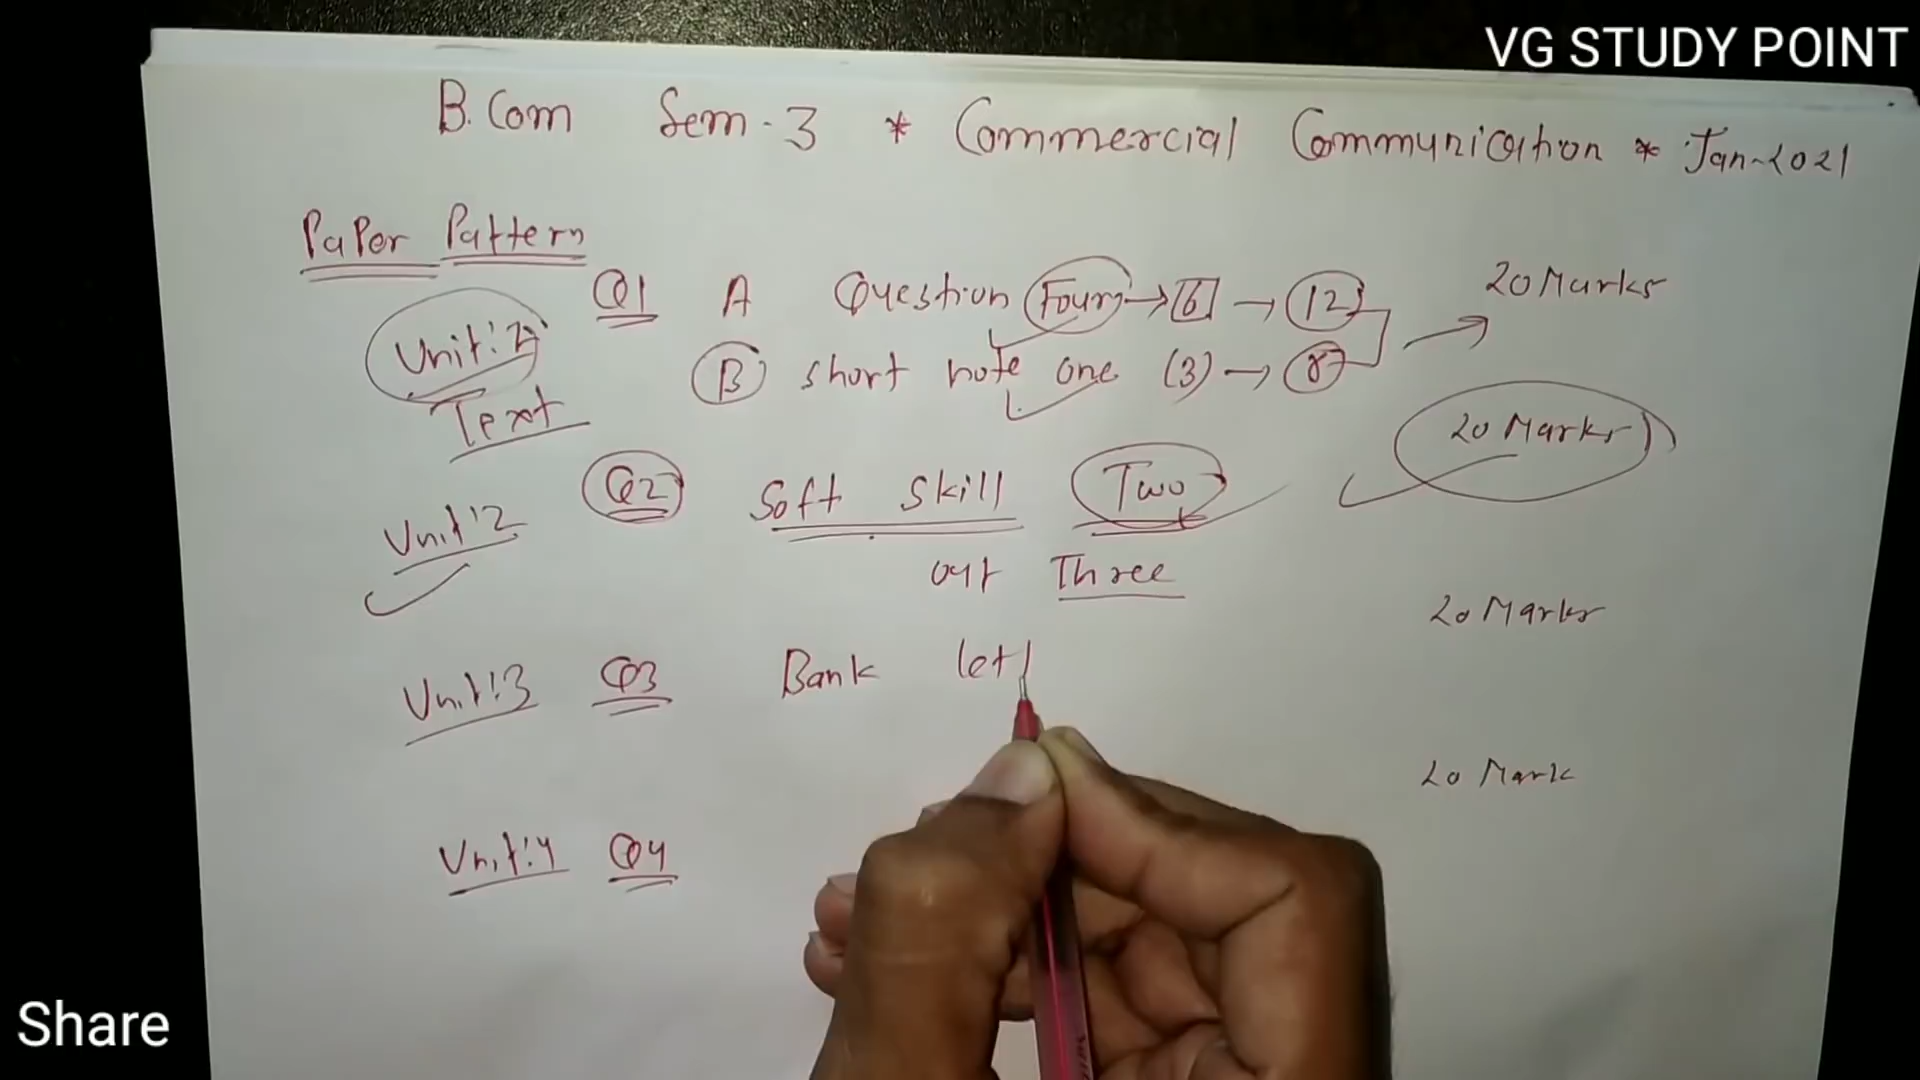 VG STUDY POINT
B.Com Sem-3 * Commercial Communication * Jan-2021
Paper Pattern
Q1 A Question Four → 6 → 12 20 Marks
Unit:
B short note one (3) → 8
Text
20 Marks
Q2 Soft Skill Two
Unit:2
out Three
20 Marks
Unit:3 Q3 Bank let
20 Mark
Unit:4 Q4
Share